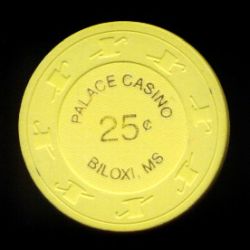 PALACE CASINO
25¢
BILOXI, MS